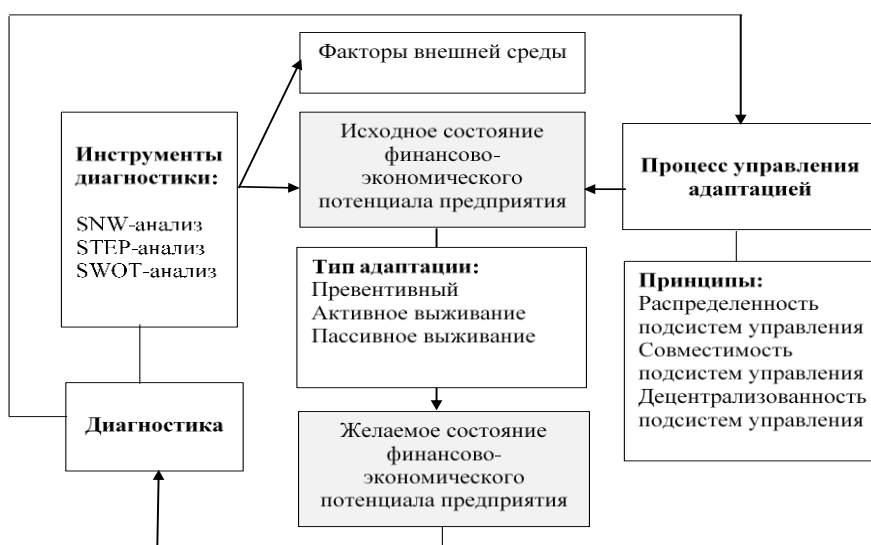 Факторы внешней среды
Инструменты
диагностики:
SNW-анализ
STEP-анализ
SWOT-анализ
Исходное состояние
финансово-
экономического
потенциала предприятия
Процесс управления
адаптацией
Тип адаптации:
Превентивный
Активное выживание
Пассивное выживание
Принципы:
Распределенность
подсистем управления
Совместимость
подсистем управления
Децентрализованность
подсистем управления
Диагностика
Желаемое состояние
финансово-
экономического
потенциала предприятия